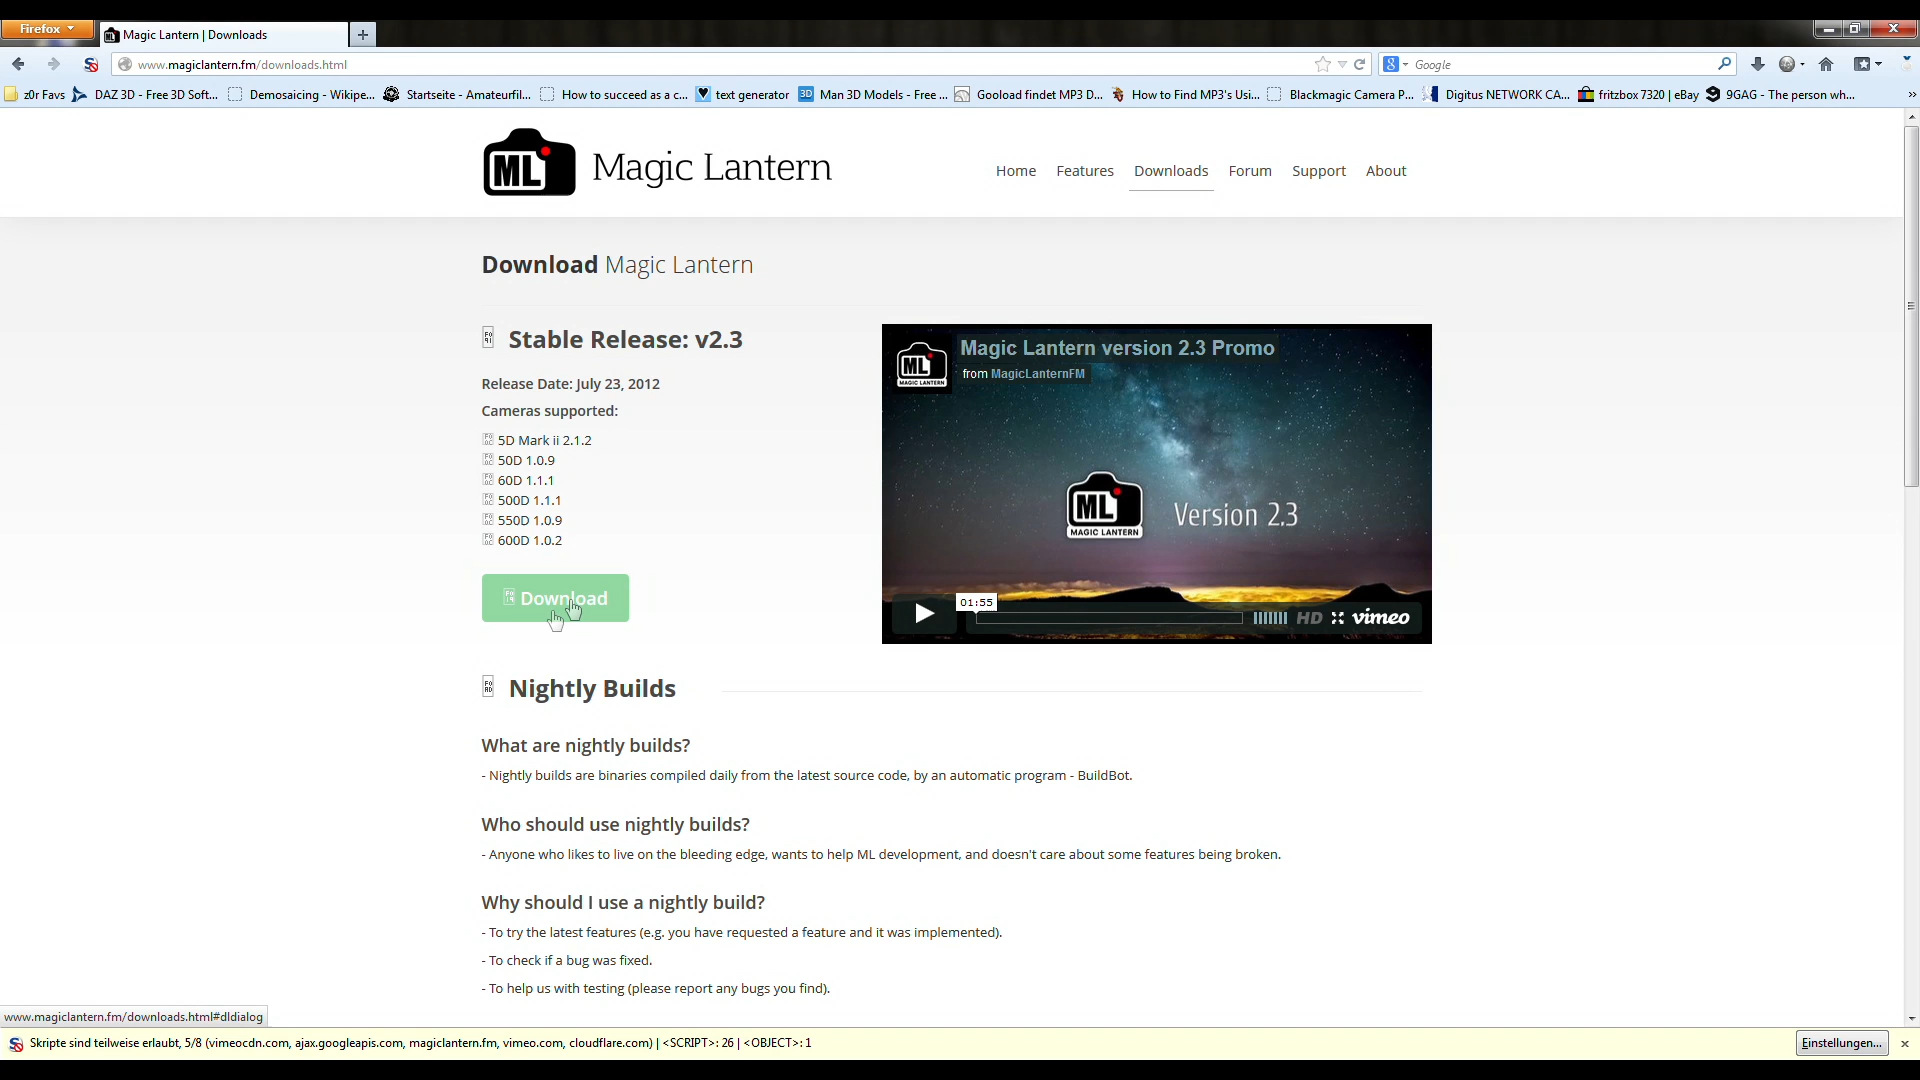 Firefox
Magic Lantern | Downloads
www.magiclantern.fm/downloads.html
Google
z0r Favs
DAZ 3D - Free 3D Soft...
Demosaicing - Wikipe...
Startseite - Amateurfil...
How to succeed as a c...
text generator
Man 3D Models - Free ...
Gooload findet MP3 D...
How to Find MP3's Usi...
Blackmagic Camera P...
Digitus NETWORK CA...
fritzbox 7320 | eBay
9GAG - The person wh...
ML
Magic Lantern
Home
Features
Downloads
Forum
Support
About
Download Magic Lantern
Stable Release: v2.3
Release Date: July 23, 2012
Cameras supported:
5D Mark ii 2.1.2
50D 1.0.9
60D 1.1.1
500D 1.1.1
550D 1.0.9
600D 1.0.2
Download
ML
MAGIC LANTERN
Magic Lantern version 2.3 Promo
from MagicLanternFM
ML
MAGIC LANTERN
Version 2.3
01:55
HD
vimeo
Nightly Builds
What are nightly builds?
- Nightly builds are binaries compiled daily from the latest source code, by an automatic program - BuildBot.
Who should use nightly builds?
- Anyone who likes to live on the bleeding edge, wants to help ML development, and doesn't care about some features being broken.
Why should I use a nightly build?
- To try the latest features (e.g. you have requested a feature and it was implemented).
- To check if a bug was fixed.
- To help us with testing (please report any bugs you find).
www.magiclantern.fm/downloads.html#dldialog
Skripte sind teilweise erlaubt, 5/8 (vimeocdn.com, ajax.googleapis.com, magiclantern.fm, vimeo.com, cloudflare.com) | <SCRIPT>: 26 | <OBJECT>: 1
Einstellungen...